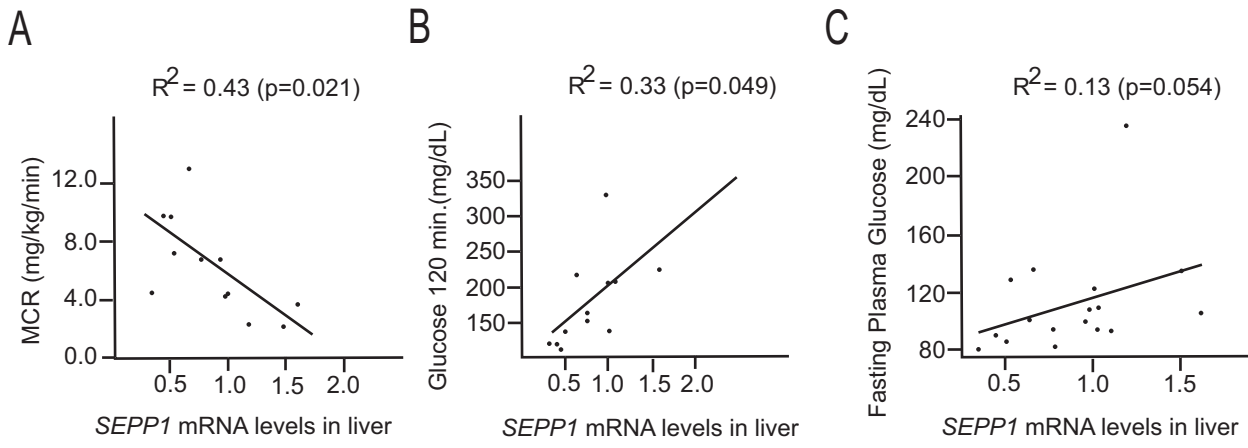 A
R2 = 0.43 (p=0.021)
MCR (mg/kg/min)
12.0
8.0
4.0
0.0
0.5 1.0 1.5 2.0
SEPP1 mRNA levels in liver
B
R2 = 0.33 (p=0.049)
Glucose 120 min.(mg/dL)
350
300
250
200
150
0.5 1.0 1.5 2.0
SEPP1 mRNA levels in liver
C
R2 = 0.13 (p=0.054)
Fasting Plasma Glucose (mg/dL)
240
200
160
120
80
0.5 1.0 1.5
SEPP1 mRNA levels in liver